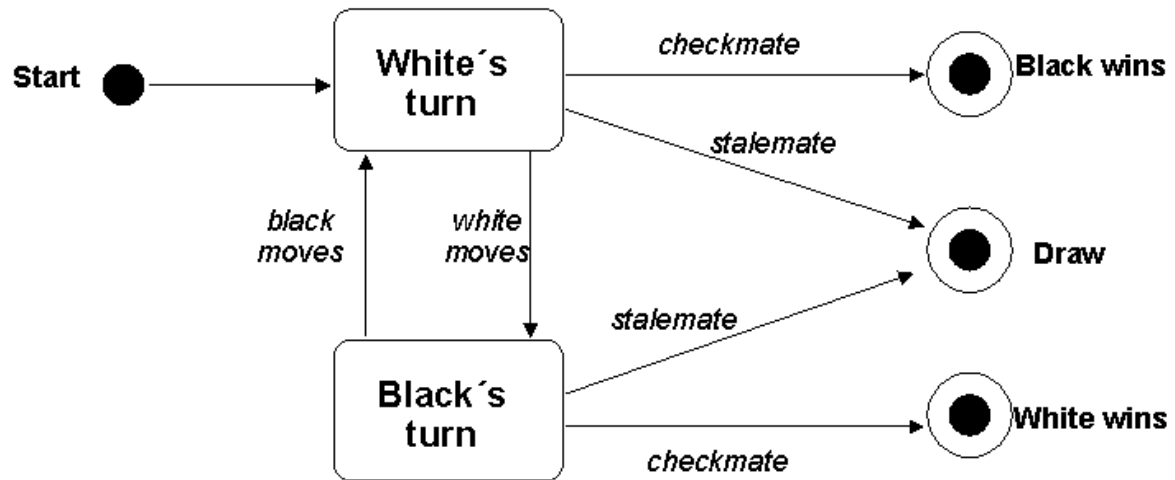 Start
White´s
turn
checkmate
Black wins
stalemate
black
moves
white
moves
Draw
stalemate
Black´s
turn
White wins
checkmate